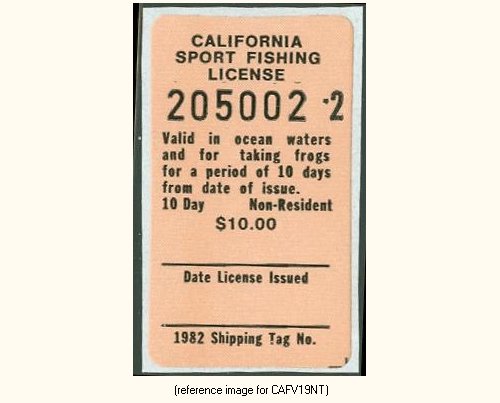 CALIFORNIA
SPORT FISHING
LICENSE
205002 -2
Valid in ocean waters
and for taking frogs
for a period of 10 days
from date of issue.
10 Day Non-Resident
$10.00
Date License Issued
1982 Shipping Tag No.
(reference image for CAFV19NT)